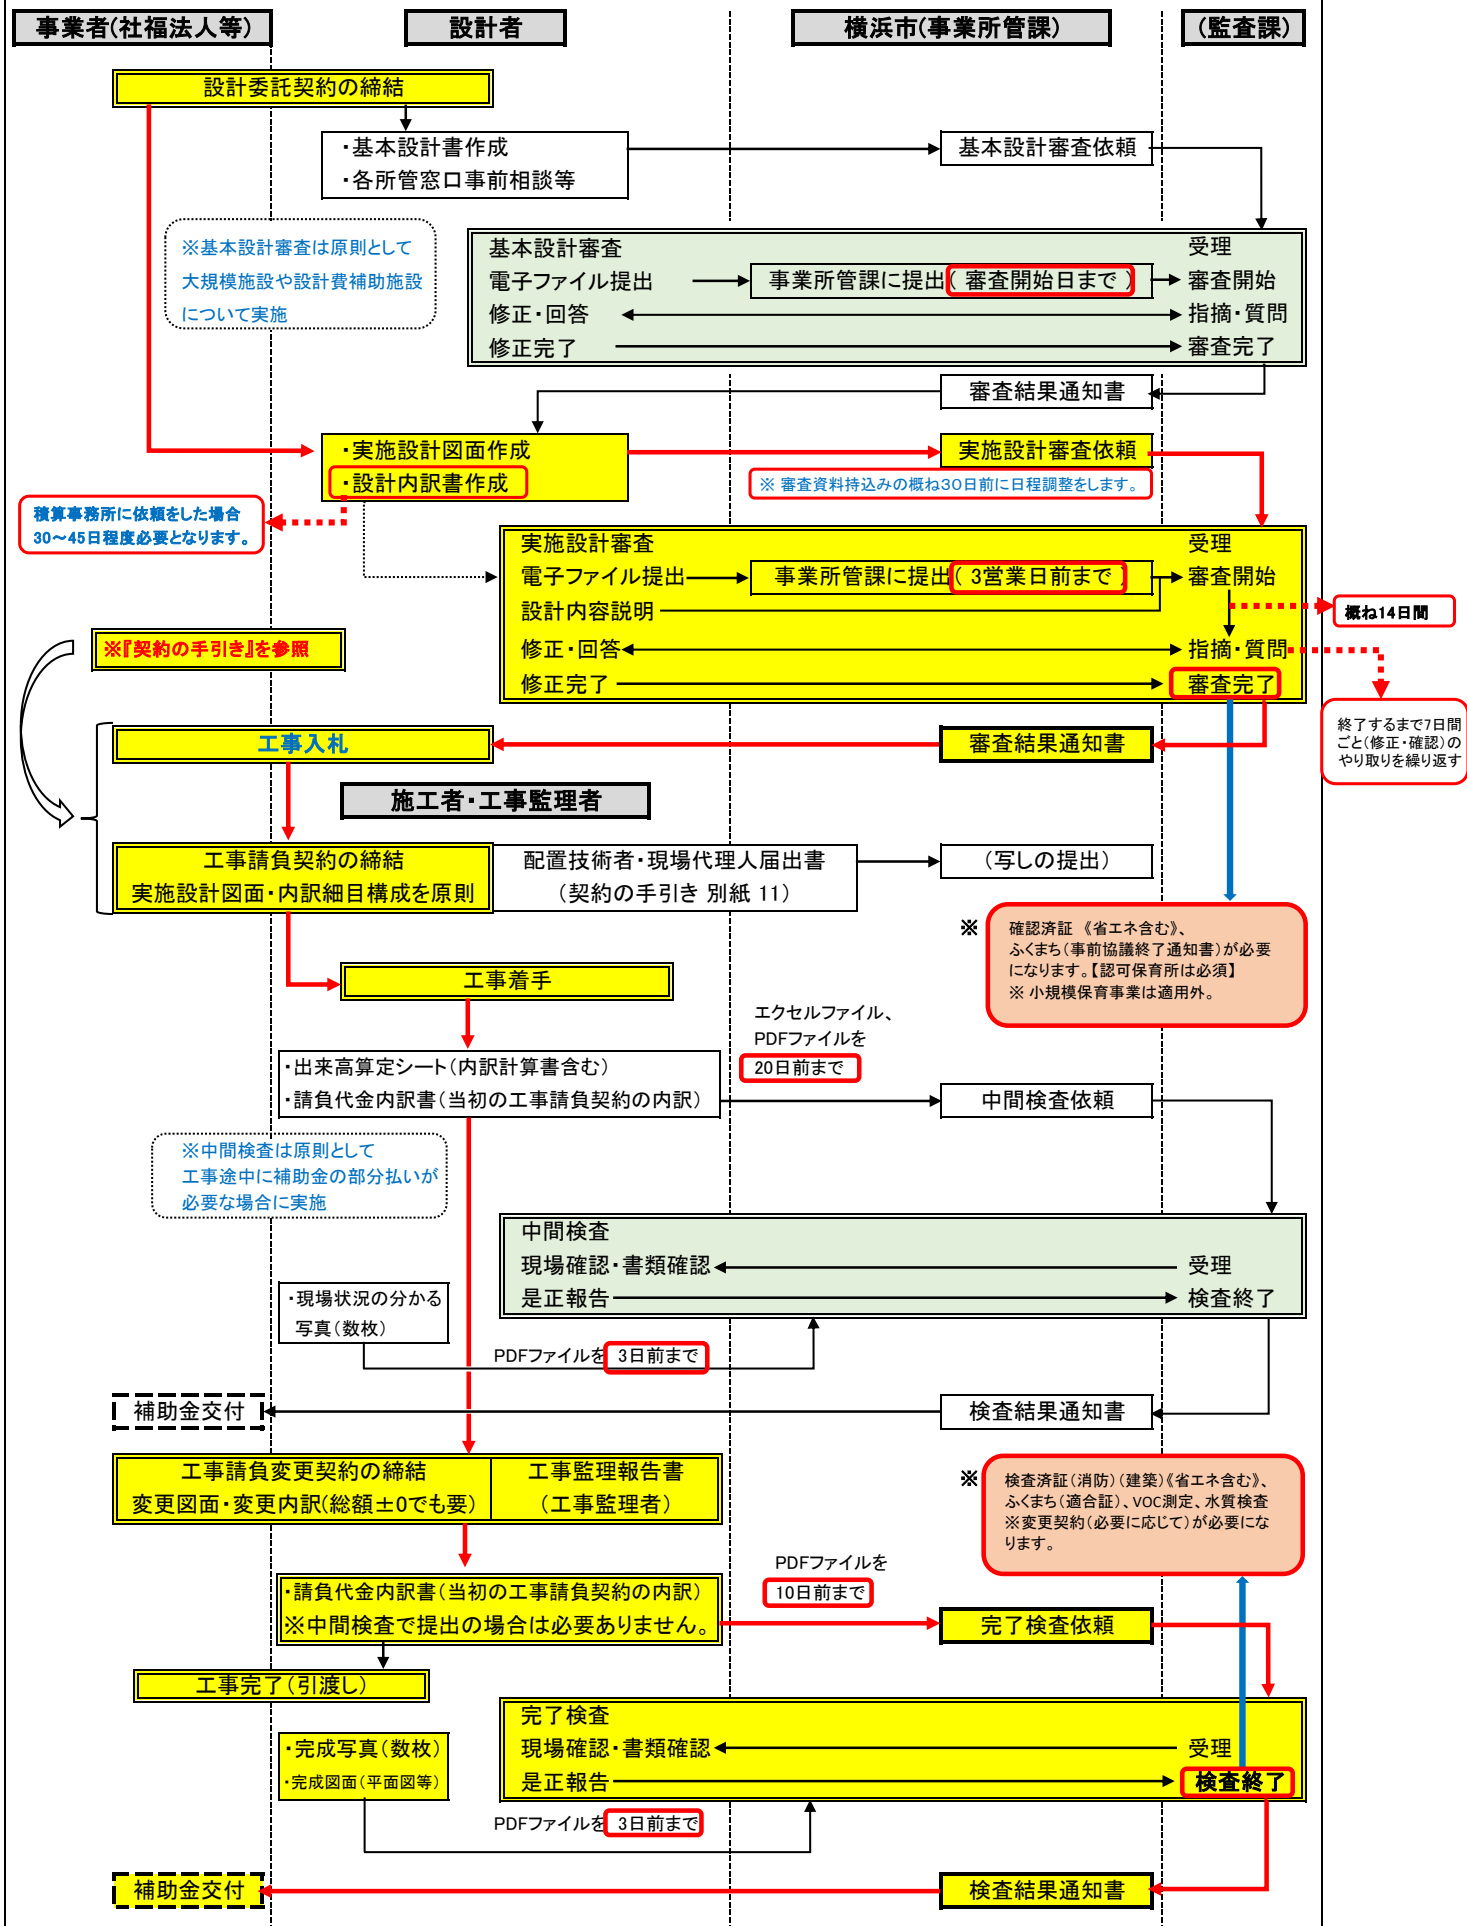 事業者(社福法人等)
設計者
横浜市(事業所管課)
(監査課)
設計委託契約の締結
・基本設計書作成
・各所管窓口事前相談等
基本設計審査依頼
※基本設計審査は原則として
大規模施設や設計費補助施設
について実施
基本設計審査
受理
電子ファイル提出
事業所管課に提出( 審査開始日まで )
審査開始
修正・回答
指摘・質問
修正完了
審査完了
審査結果通知書
・実施設計図面作成
・設計内訳書作成
実施設計審査依頼
※ 審査資料持込みの概ね30日前に日程調整をします。
積算事務所に依頼をした場合
30~45日程度必要となります。
実施設計審査
受理
電子ファイル提出
事業所管課に提出( 3営業日前まで )
審査開始
設計内容説明
概ね14日間
※『契約の手引き』を参照
修正・回答
指摘・質問
修正完了
審査完了
終了するまで7日間
ごと(修正・確認)の
やり取りを繰り返す
工事入札
審査結果通知書
施工者・工事監理者
工事請負契約の締結
実施設計図面・内訳細目構成を原則
配置技術者・現場代理人届出書
(契約の手引き 別紙 11)
(写しの提出)
※
確認済証 《省エネ含む》、
ふくまち(事前協議終了通知書)が必要
になります。【認可保育所は必須】
※ 小規模保育事業は適用外。
工事着手
エクセルファイル、
PDFファイルを
20日前まで
・出来高算定シート(内訳計算書含む)
・請負代金内訳書(当初の工事請負契約の内訳)
中間検査依頼
※中間検査は原則として
工事途中に補助金の部分払いが
必要な場合に実施
中間検査
現場確認・書類確認
受理
是正報告
検査終了
・現場状況の分かる
写真(数枚)
PDFファイルを 3日前まで
補助金交付
検査結果通知書
工事請負変更契約の締結
変更図面・変更内訳(総額±0でも要)
工事監理報告書
(工事監理者)
※
検査済証(消防)(建築)《省エネ含む》、
ふくまち(適合証)、VOC測定、水質検査
※変更契約(必要に応じて)が必要にな
ります。
PDFファイルを
10日前まで
・請負代金内訳書(当初の工事請負契約の内訳)
※中間検査で提出の場合は必要ありません。
完了検査依頼
工事完了(引渡し)
完了検査
現場確認・書類確認
受理
是正報告
検査終了
・完成写真(数枚)
・完成図面(平面図等)
PDFファイルを 3日前まで
補助金交付
検査結果通知書